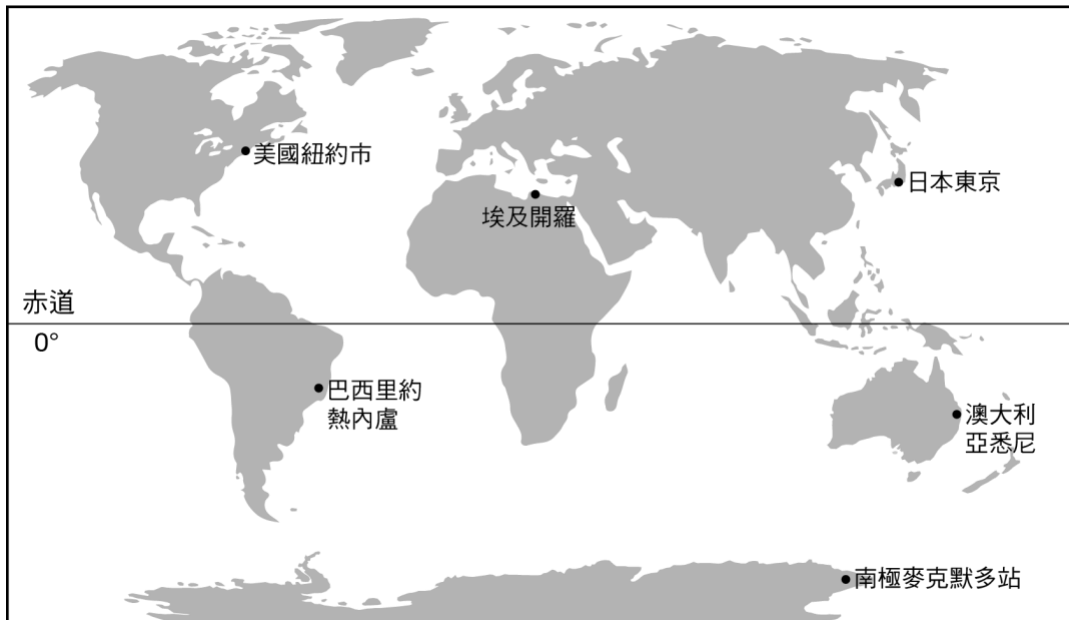 美國紐約市
日本東京
埃及開羅
赤道
0°
巴西里約
熱內盧
澳大利
亞悉尼
南極麥克默多站